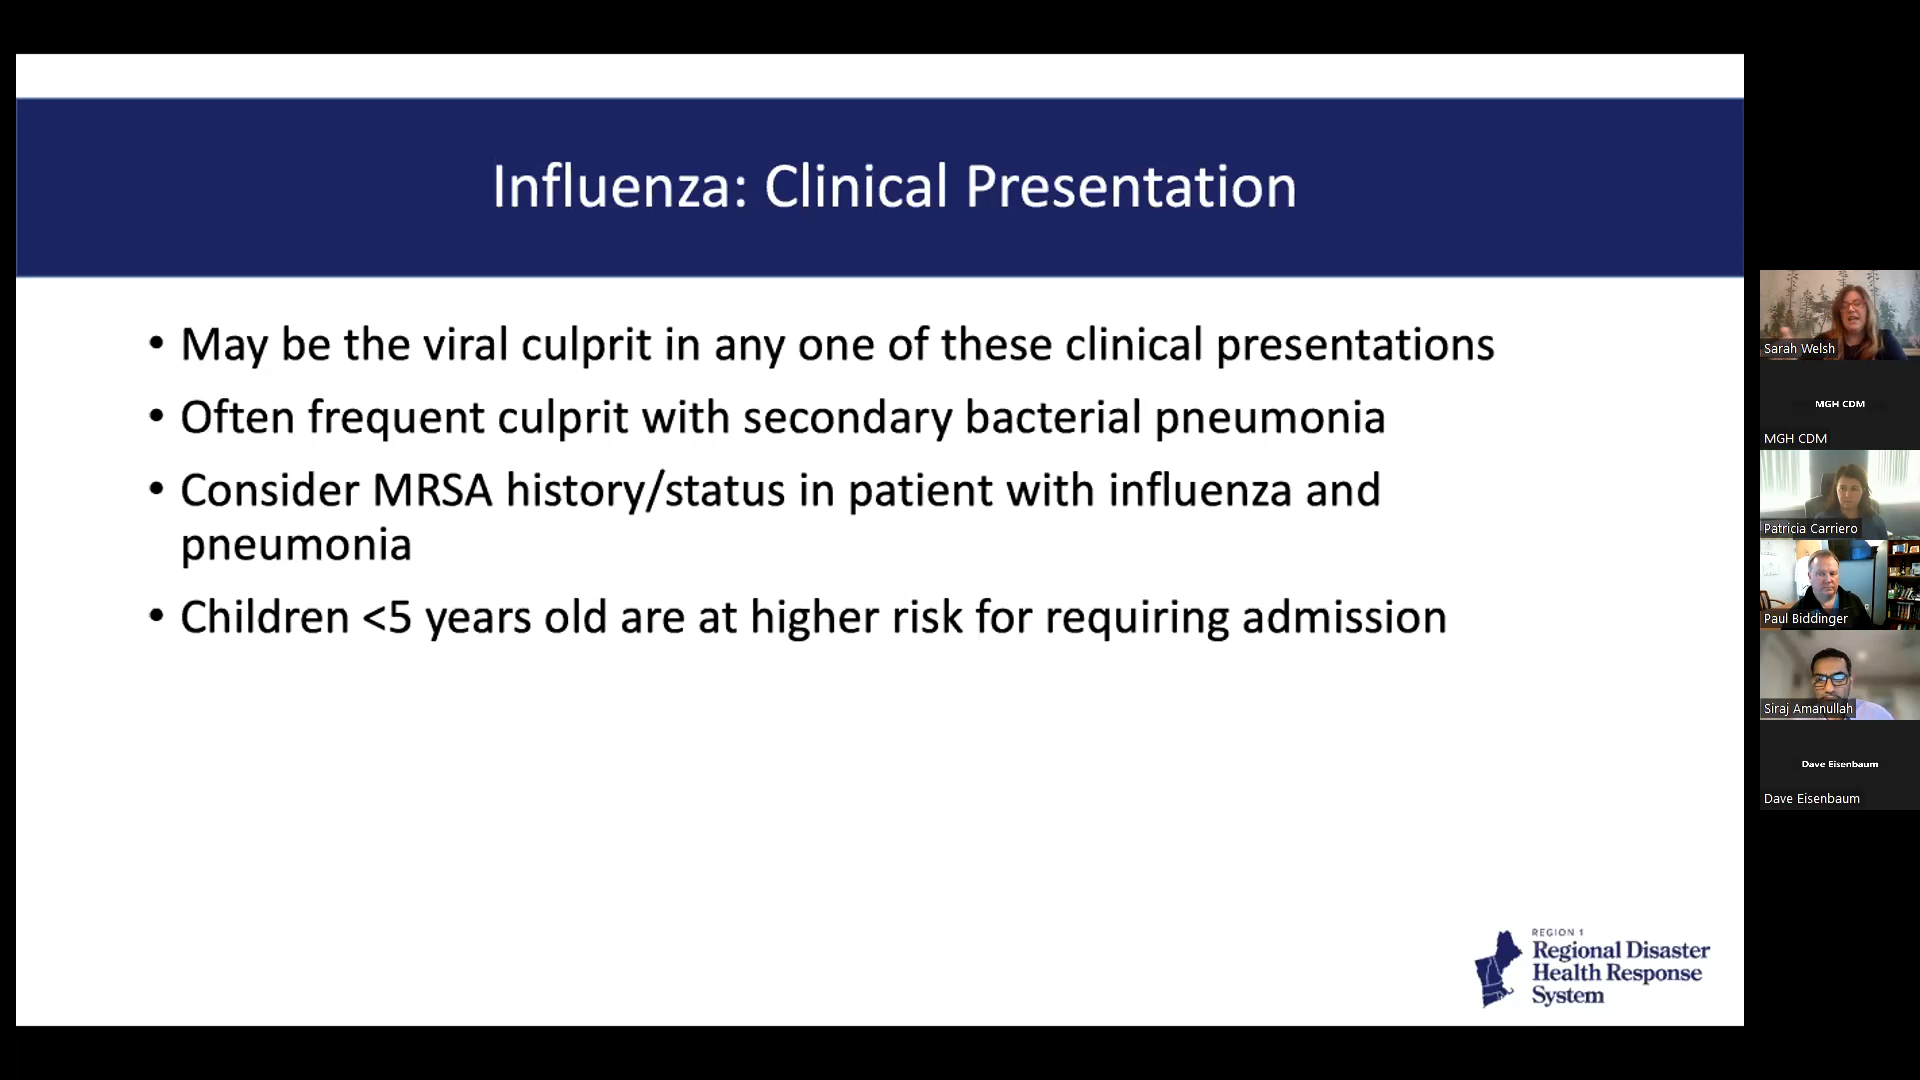 Influenza: Clinical Presentation
• May be the viral culprit in any one of these clinical presentations
• Often frequent culprit with secondary bacterial pneumonia
• Consider MRSA history/status in patient with influenza and
pneumonia
• Children <5 years old are at higher risk for requiring admission
REGION 1
Regional Disaster
Health Response
System
Sarah Welsh
MGH CDM
MGH CDM
Patricia Carriero
Paul Biddinger
Siraj Amanullah
Dave Eisenbaum
Dave Eisenbaum